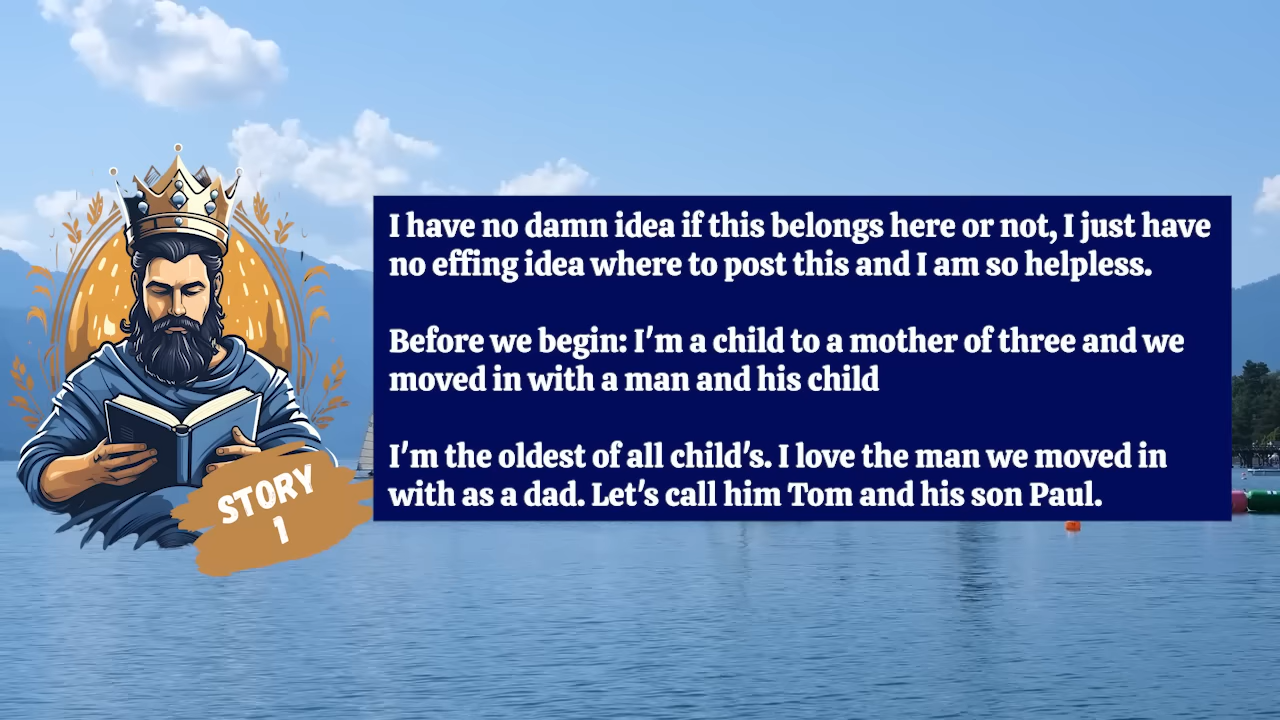 I have no damn idea if this belongs here or not, I just have
no effing idea where to post this and I am so helpless.
Before we begin: I'm a child to a mother of three and we
moved in with a man and his child
I'm the oldest of all child's. I love the man we moved in
with as a dad. Let's call him Tom and his son Paul.
STORY
1